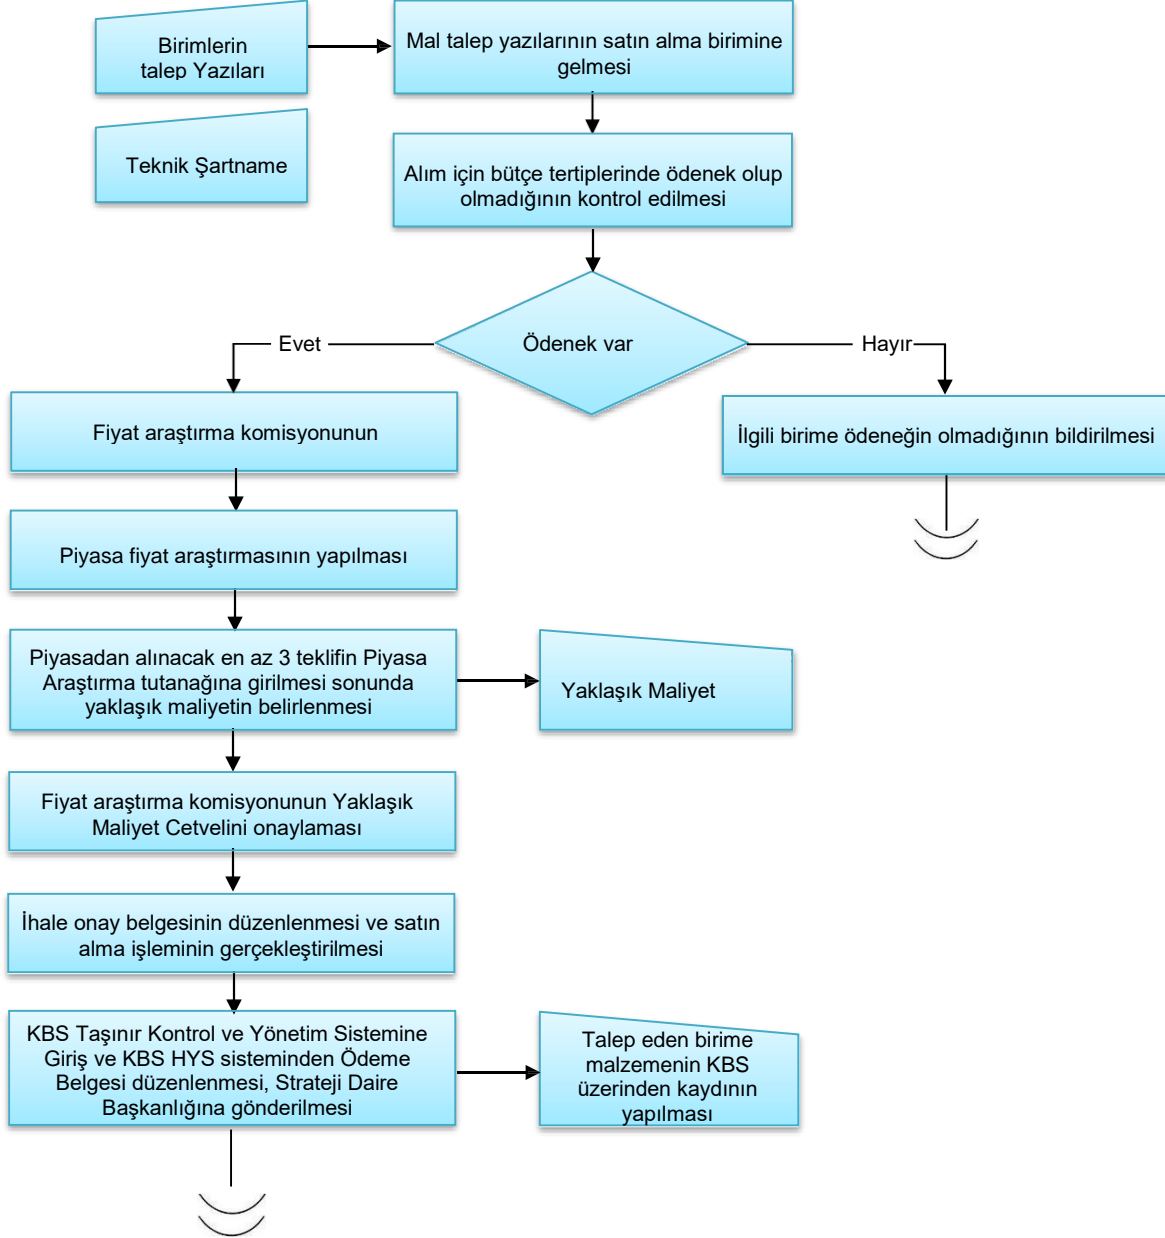 Birimlerin
talep Yazıları
Mal talep yazılarının satın alma birimine
gelmesi
Teknik Şartname
Alım için bütçe tertiplerinde ödenek olup
olmadığının kontrol edilmesi
Ödenek var
Evet
Hayır
Fiyat araştırma komisyonunun
İlgili birime ödeneğin olmadığının bildirilmesi
Piyasa fiyat araştırmasının yapılması
Piyasadan alınacak en az 3 teklifin Piyasa
Araştırma tutanağına girilmesi sonunda
yaklaşık maliyetin belirlenmesi
Yaklaşık Maliyet
Fiyat araştırma komisyonunun Yaklaşık
Maliyet Cetvelini onaylaması
İhale onay belgesinin düzenlenmesi ve satın
alma işleminin gerçekleştirilmesi
KBS Taşınır Kontrol ve Yönetim Sistemine
Giriş ve KBS HYS sisteminden Ödeme
Belgesi düzenlenmesi, Strateji Daire
Başkanlığına gönderilmesi
Talep eden birime
malzemenin KBS
üzerinden kaydının
yapılması